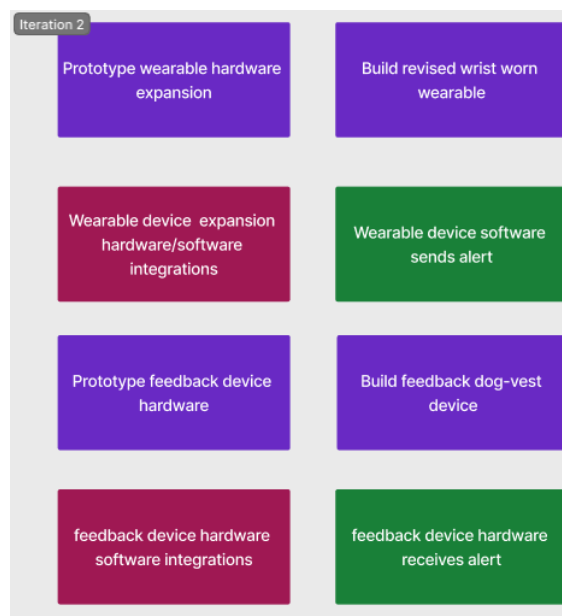 Iteration 2
Prototype wearable hardware
expansion
Build revised wrist worn
wearable
Wearable device expansion
hardware/software
integrations
Wearable device software
sends alert
Prototype feedback device
hardware
Build feedback dog-vest
device
feedback device hardware
software integrations
feedback device hardware
receives alert